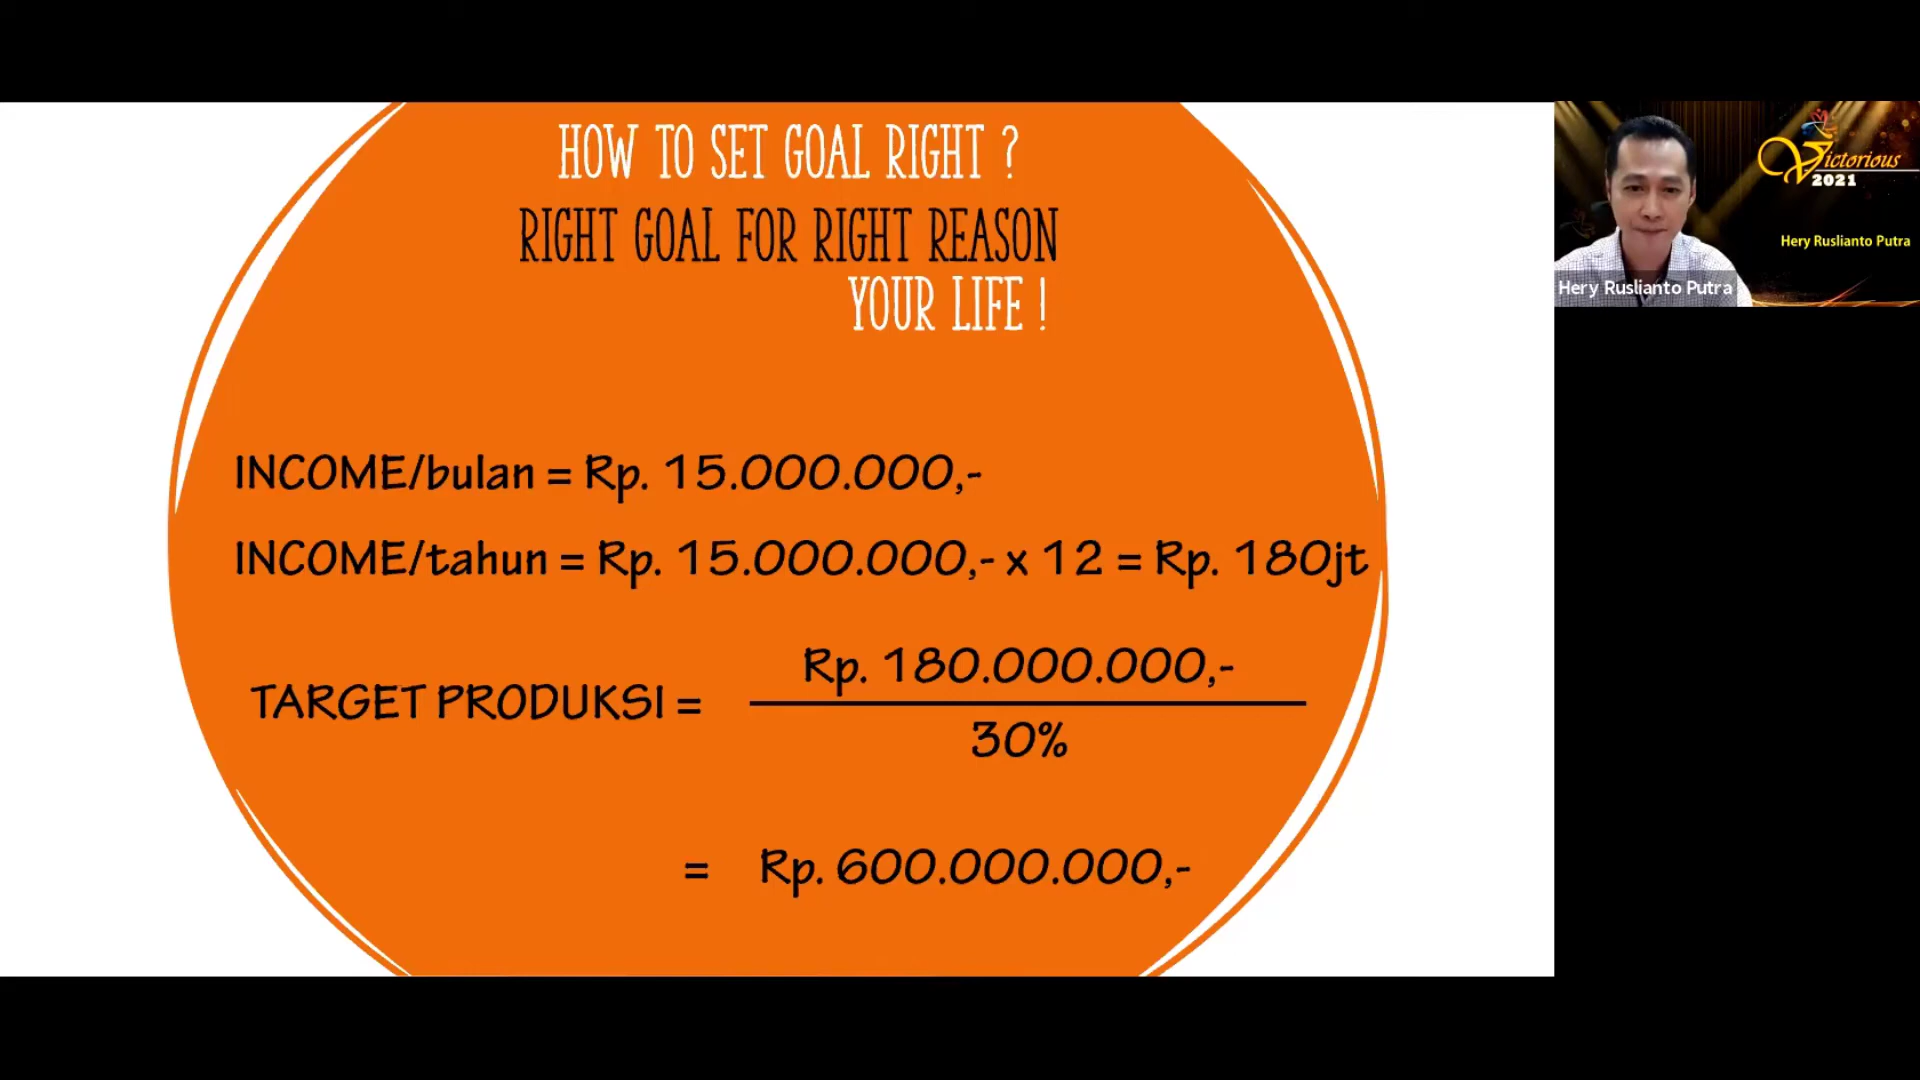 HOW TO SET GOAL RIGHT ?
RIGHT GOAL FOR RIGHT REASON
YOUR LIFE !
INCOME/bulan = Rp. 15.000.000,-
INCOME/tahun = Rp. 15.000.000,- x 12 = Rp. 180jt
TARGET PRODUKSI =
Rp. 180.000.000,-
30%
= Rp. 600.000.000,-
Victorious
2021
Hery Ruslianto Putra
Hery Ruslianto Putra